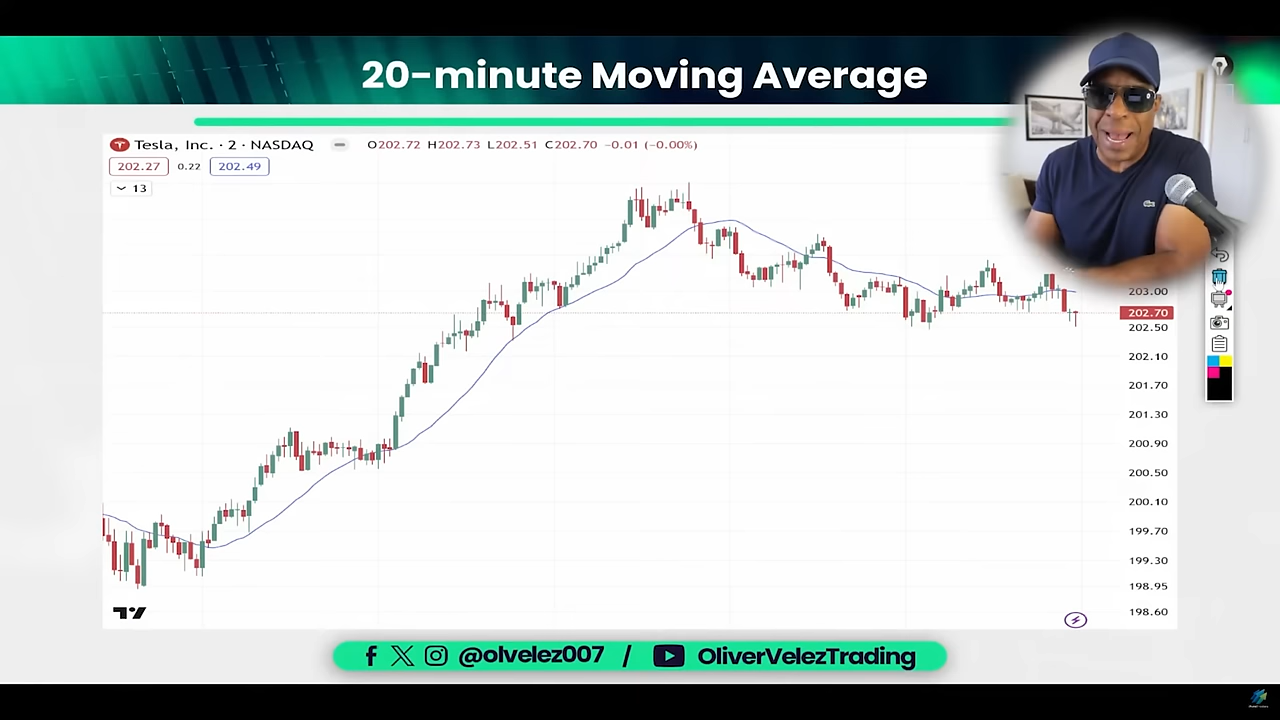 20-minute Moving Average
Tesla, Inc. · 2 · NASDAQ
O202.72 H202.73 L202.51 C202.70 −0.01 (−0.00%)
202.27 0.22 202.49
13
203.00
202.70
202.50
202.10
201.70
201.30
200.90
200.50
200.10
199.70
199.30
198.95
198.60
@olvelez007 / OliverVelezTrading